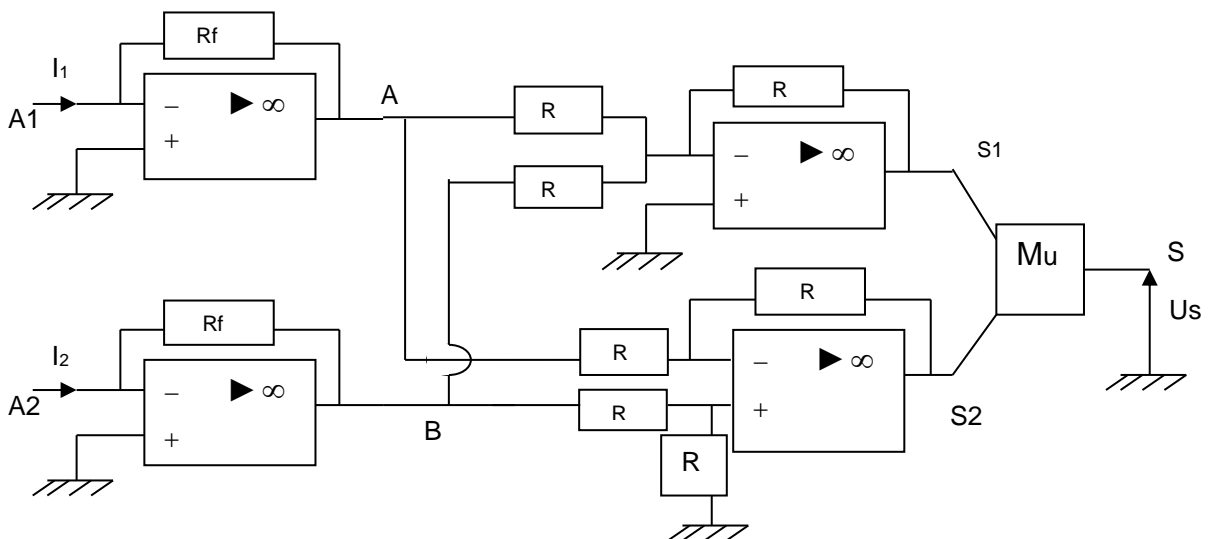 Rf
I₁
A1
− ▶ ∞
+
A
R
R
R
− ▶ ∞
+
S1
Mu
S
Us
Rf
I₂
A2
− ▶ ∞
+
B
R
R
R
R
− ▶ ∞
+
S2